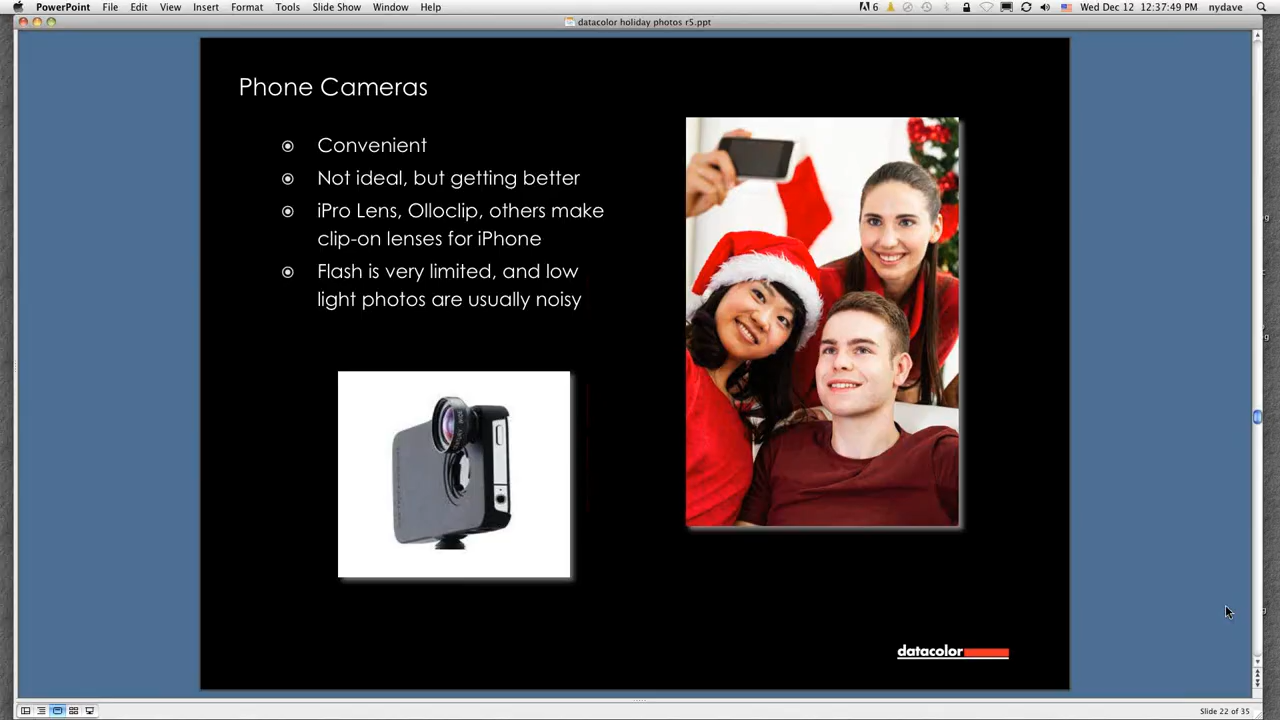 PowerPoint File Edit View Insert Format Tools Slide Show Window Help 6 Wed Dec 12 12:37:49 PM nydave
datacolor holiday photos r5.ppt
Phone Cameras
Convenient
Not ideal, but getting better
iPro Lens, Olloclip, others make
clip-on lenses for iPhone
Flash is very limited, and low
light photos are usually noisy
datacolor
Slide 22 of 35